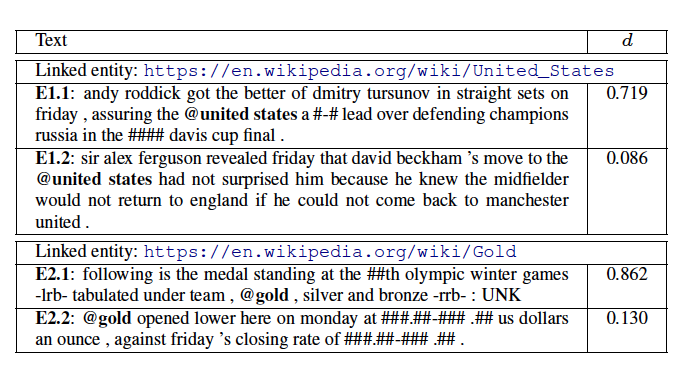 Text d
Linked entity: https://en.wikipedia.org/wiki/United_States
E1.1: andy roddick got the better of dmitry tursunov in straight sets on 0.719
friday , assuring the @united states a #-# lead over defending champions
russia in the #### davis cup final .
E1.2: sir alex ferguson revealed friday that david beckham 's move to the 0.086
@united states had not surprised him because he knew the midfielder
would not return to england if he could not come back to manchester
united .
Linked entity: https://en.wikipedia.org/wiki/Gold
E2.1: following is the medal standing at the ##th olympic winter games 0.862
-lrb- tabulated under team , @gold , silver and bronze -rrb- : UNK
E2.2: @gold opened lower here on monday at ###.##-### .## us dollars 0.130
an ounce , against friday 's closing rate of ###.##-### .## .